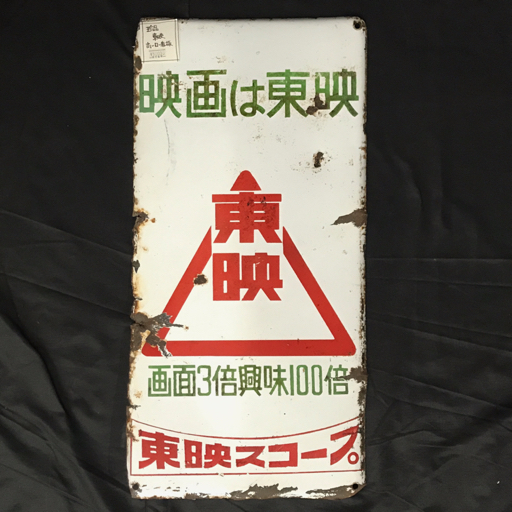 映画は東映
東
映
画面3倍興味100倍
東映スコープ。